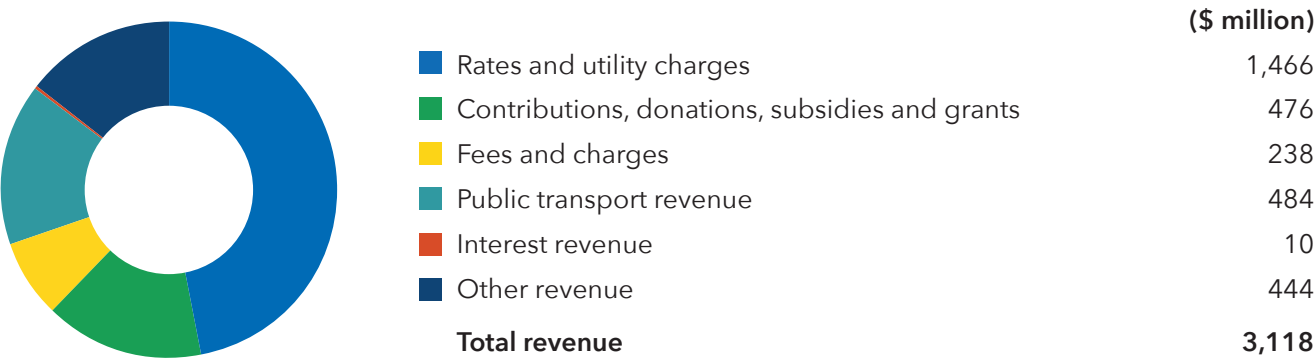 ($ million)
Rates and utility charges 1,466
Contributions, donations, subsidies and grants 476
Fees and charges 238
Public transport revenue 484
Interest revenue 10
Other revenue 444
Total revenue 3,118